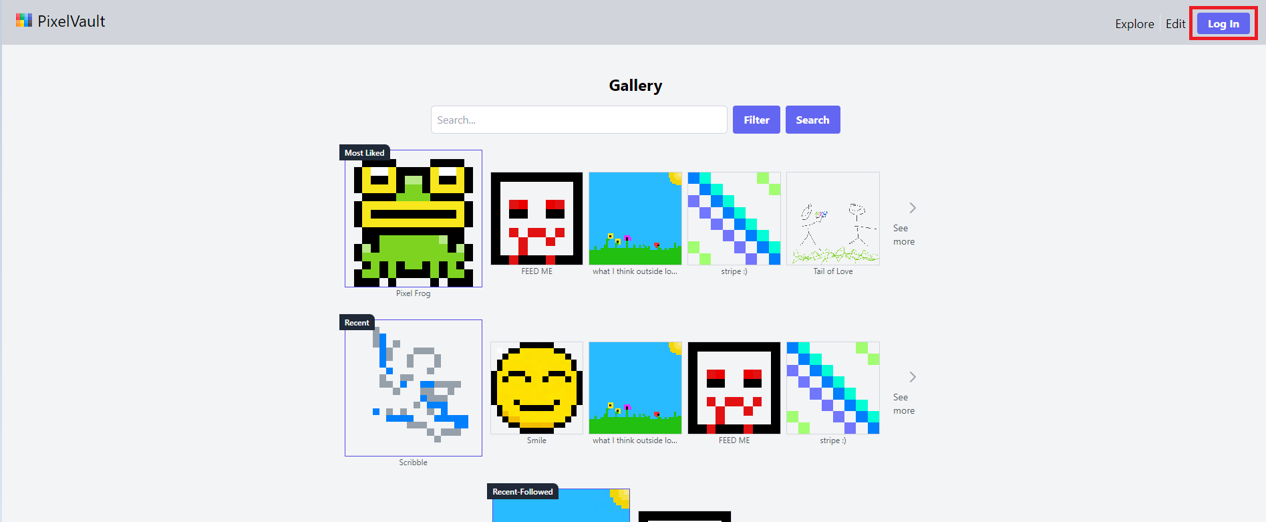 PixelVault
Explore Edit Log In
Gallery
Search... Filter Search
Most Liked
Pixel Frog
FEED ME
what I think outside lo...
stripe :)
Tail of Love
See
more
Recent
Scribble
Smile
what I think outside lo...
FEED ME
stripe :)
See
more
Recent-Followed